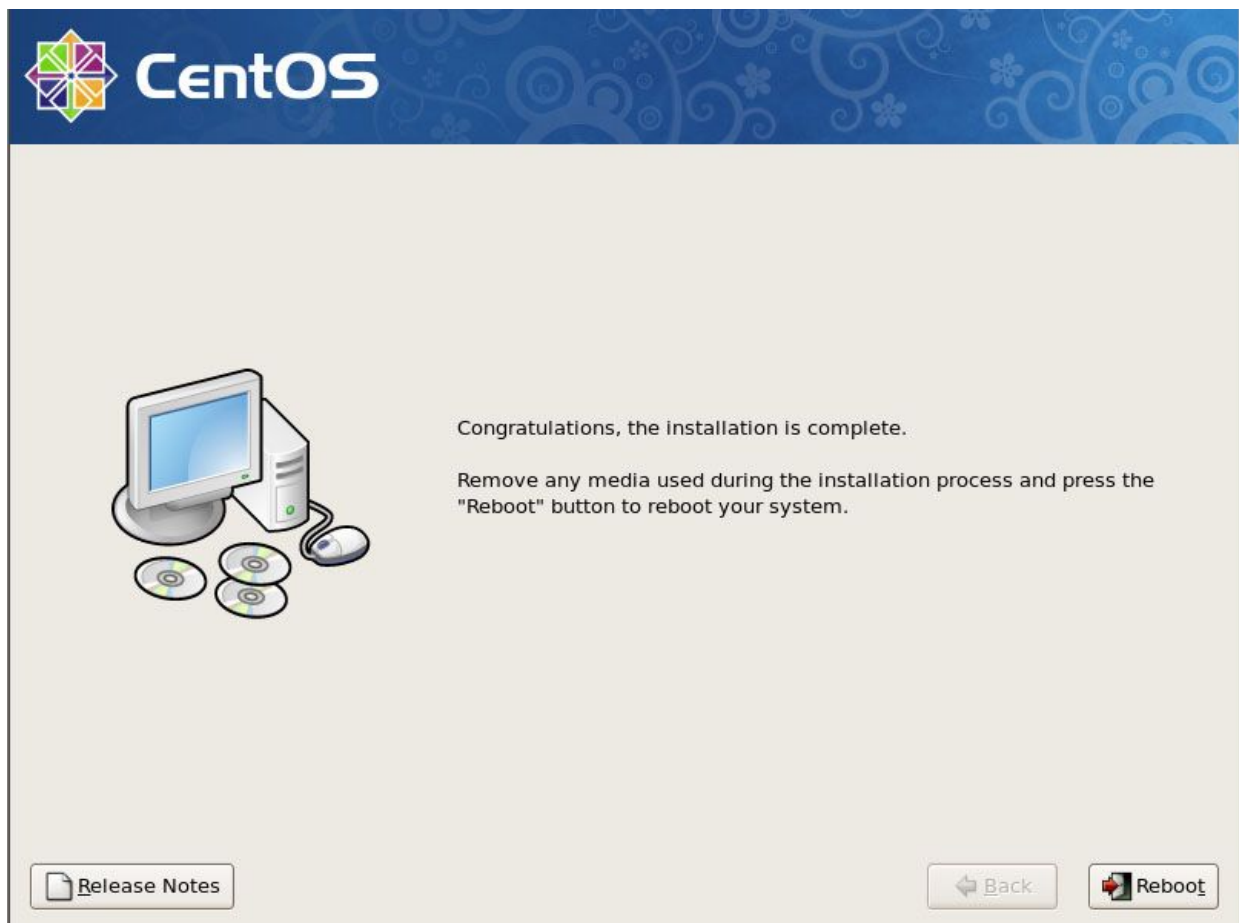 CentOS
Congratulations, the installation is complete.
Remove any media used during the installation process and press the
"Reboot" button to reboot your system.
Release Notes
Back
Reboot